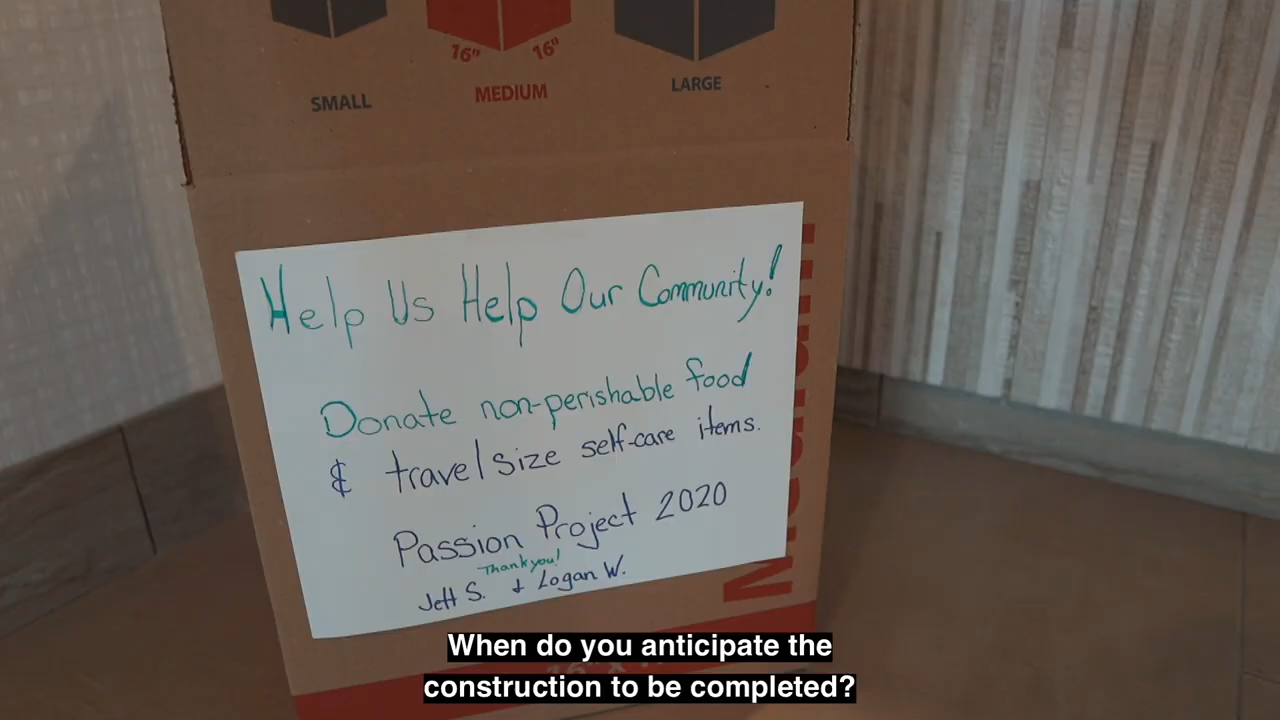 16" 16"
SMALL MEDIUM LARGE
Help Us Help Our Community!
Donate non-perishable food
& travel size self-care items.
Passion Project 2020
Thank you!
Jett S. + Logan W.
When do you anticipate the
construction to be completed?